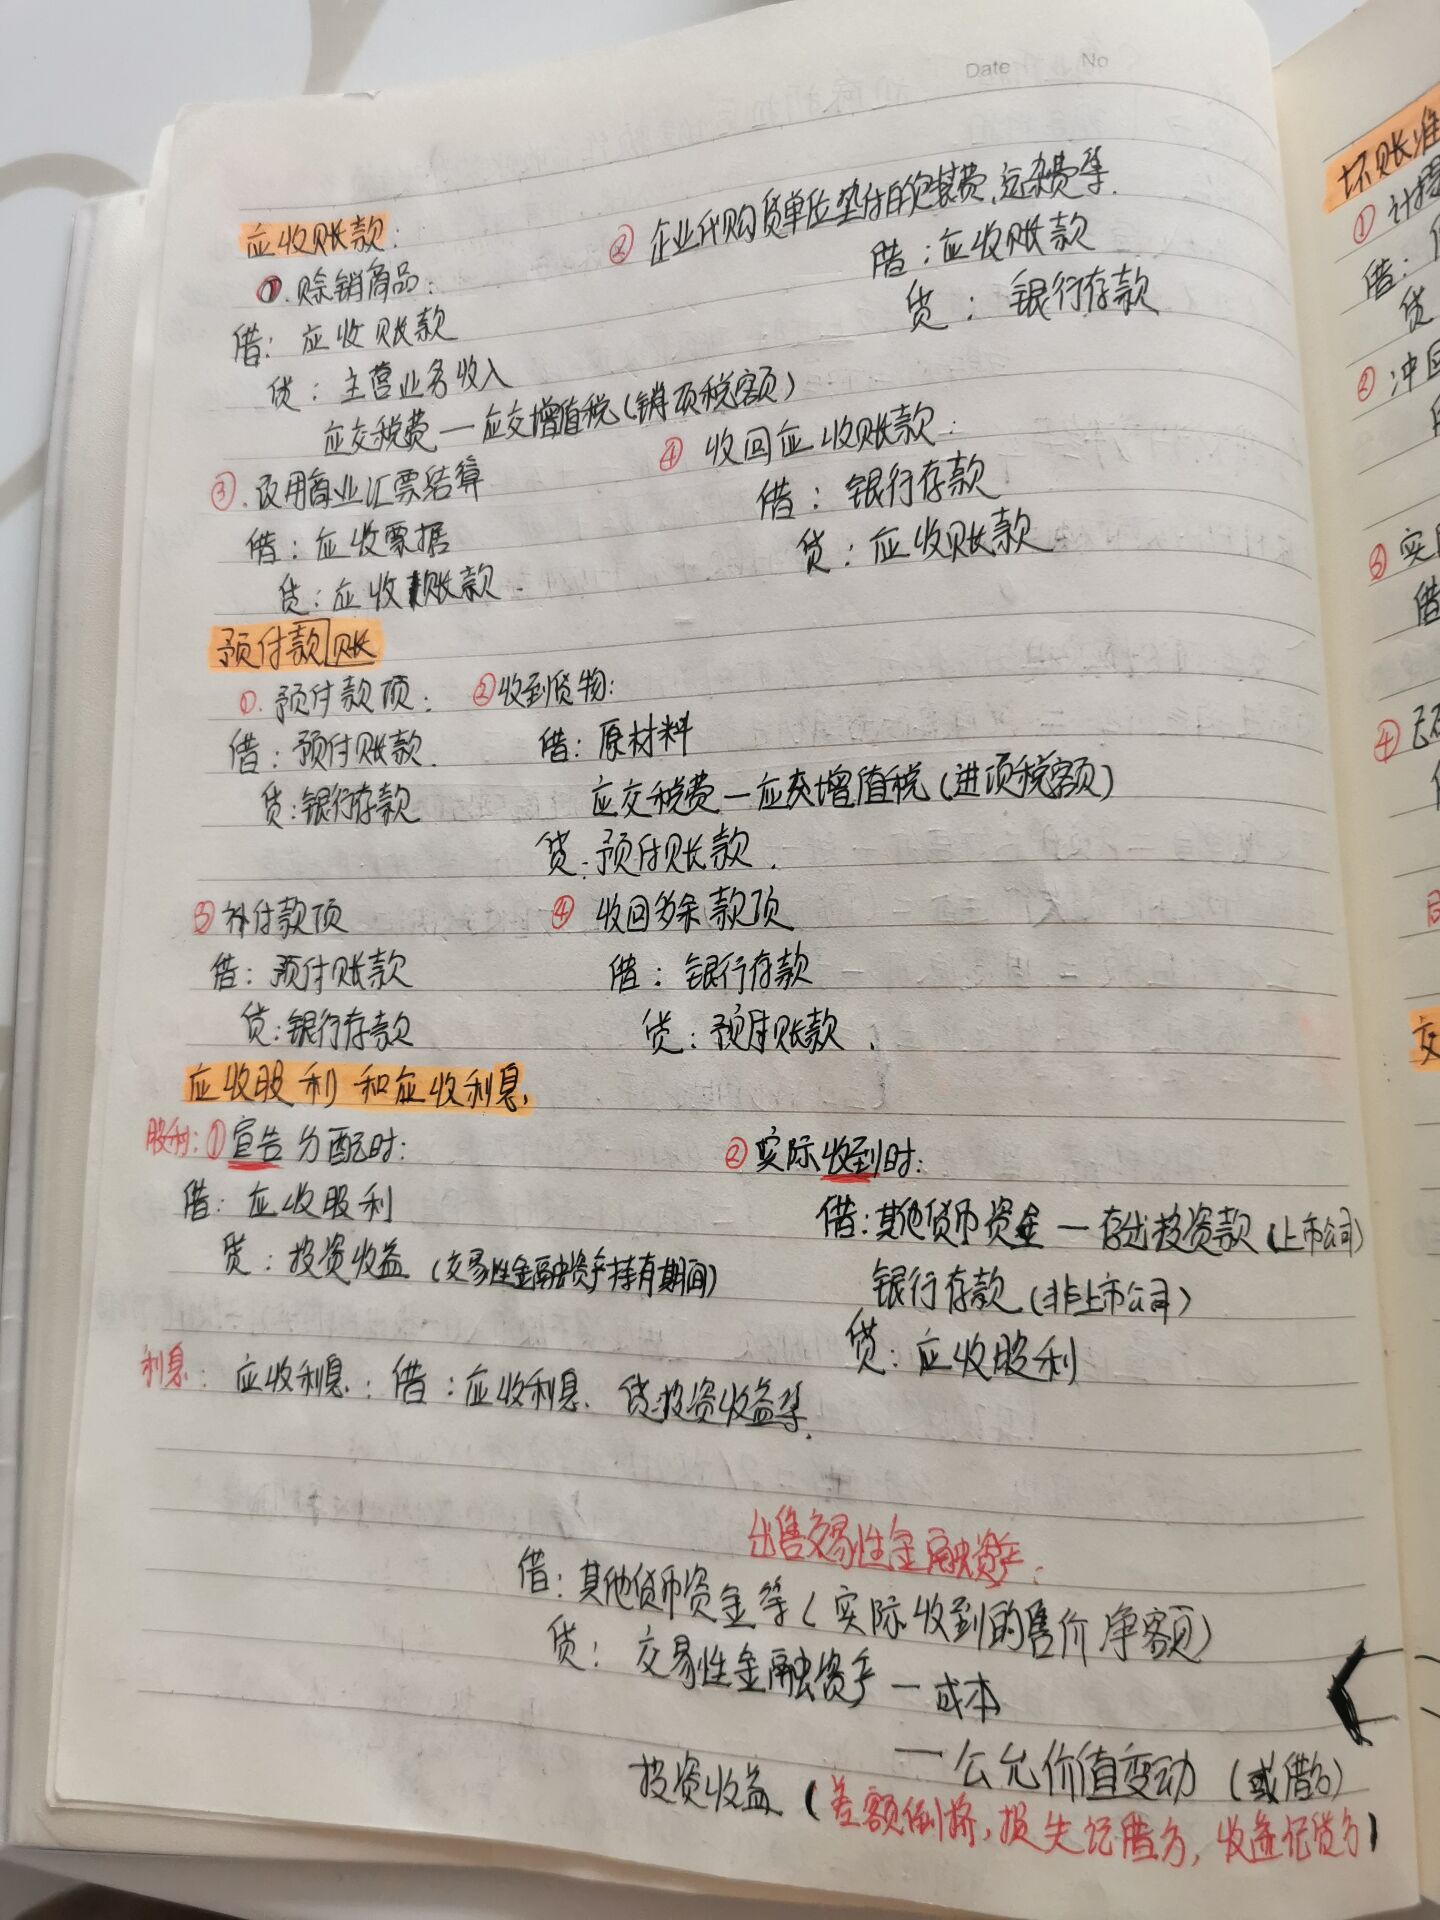 Date No
应收账款:
①.赊销商品:
借: 应收账款
贷: 主营业务收入
应交税费—应交增值税(销项税额)
② 企业代购货单位垫付的包装费、运杂费等.
借: 应收账款
贷: 银行存款
③.改用商业汇票结算
借: 应收票据
贷: 应收账款.
④ 收回应收账款:
借: 银行存款
贷: 应收账款
预付款账
①.预付款项:
借: 预付账款.
贷:银行存款
②收到货物:
借: 原材料
应交税费—应交增值税(进项税额)
贷.预付账款.
③补付款项
借: 预付账款
贷:银行存款
④ 收回多余款项
借: 银行存款
贷: 预付账款.
应收股利和应收利息,
股利:①宣告分配时:
借: 应收股利
贷: 投资收益(交易性金融资产持有期间)
②实际收到时:
借:其他货币资金—存出投资款(上市公司)
银行存款(非上市公司)
贷: 应收股利
利息: 应收利息: 借: 应收利息. 贷:投资收益等.
出售交易性金融资产:
借: 其他货币资金等(实际收到的售价净额)
贷: 交易性金融资产—成本
—公允价值变动(或借方)
投资收益(差额倒挤,损失记借方,收益记贷方)
坏账准
① 计提
借:
贷
② 冲回
③ 实
借
④ 已
交